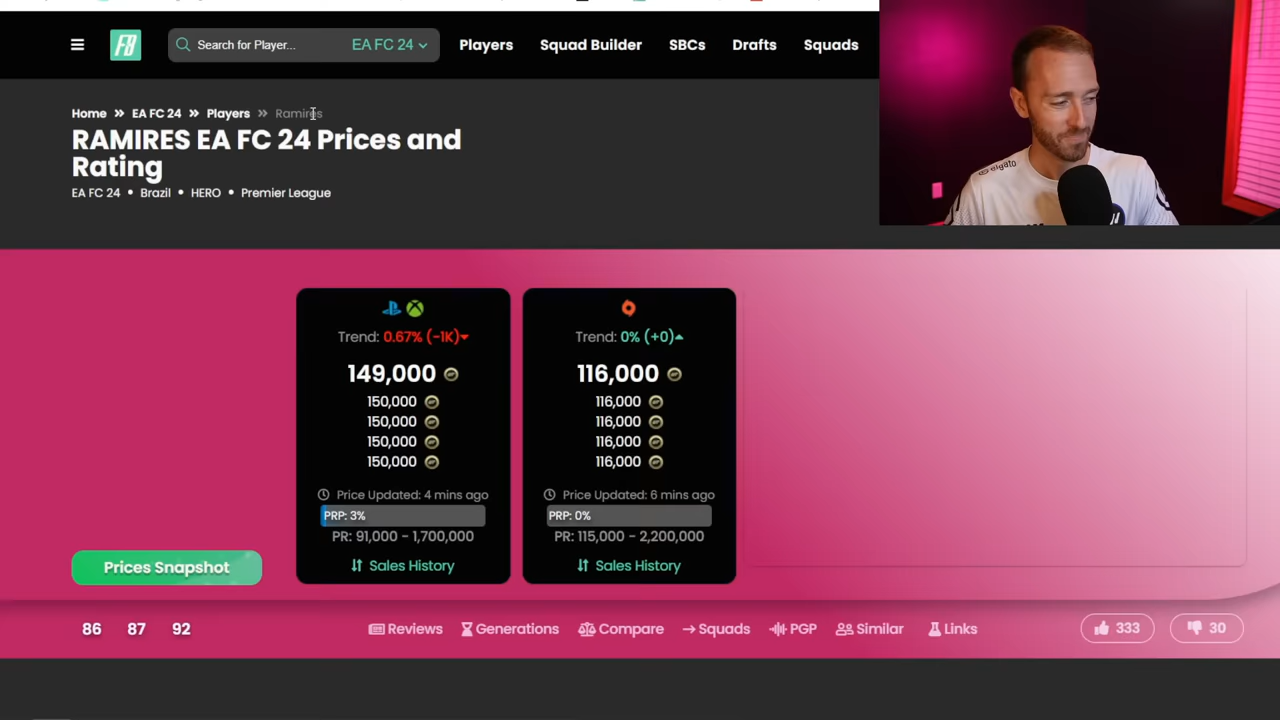 FB Search for Player... EA FC 24 Players Squad Builder SBCs Drafts Squads
Home » EA FC 24 » Players » Ramires
RAMIRES EA FC 24 Prices and
Rating
EA FC 24 • Brazil • HERO • Premier League
elgato
Trend: 0.67% (-1K)
149,000
150,000
150,000
150,000
150,000
Price Updated: 4 mins ago
PRP: 3%
PR: 91,000 - 1,700,000
Sales History
Trend: 0% (+0)
116,000
116,000
116,000
116,000
116,000
Price Updated: 6 mins ago
PRP: 0%
PR: 115,000 - 2,200,000
Sales History
Prices Snapshot
86 87 92 Reviews Generations Compare Squads PGP Similar Links 333 30